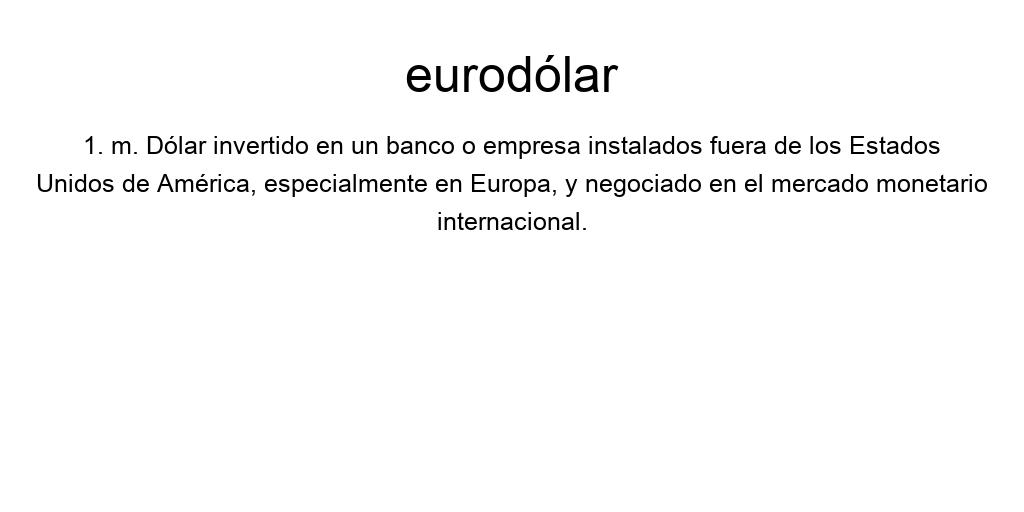 eurodólar
1. m. Dólar invertido en un banco o empresa instalados fuera de los Estados
Unidos de América, especialmente en Europa, y negociado en el mercado monetario
internacional.